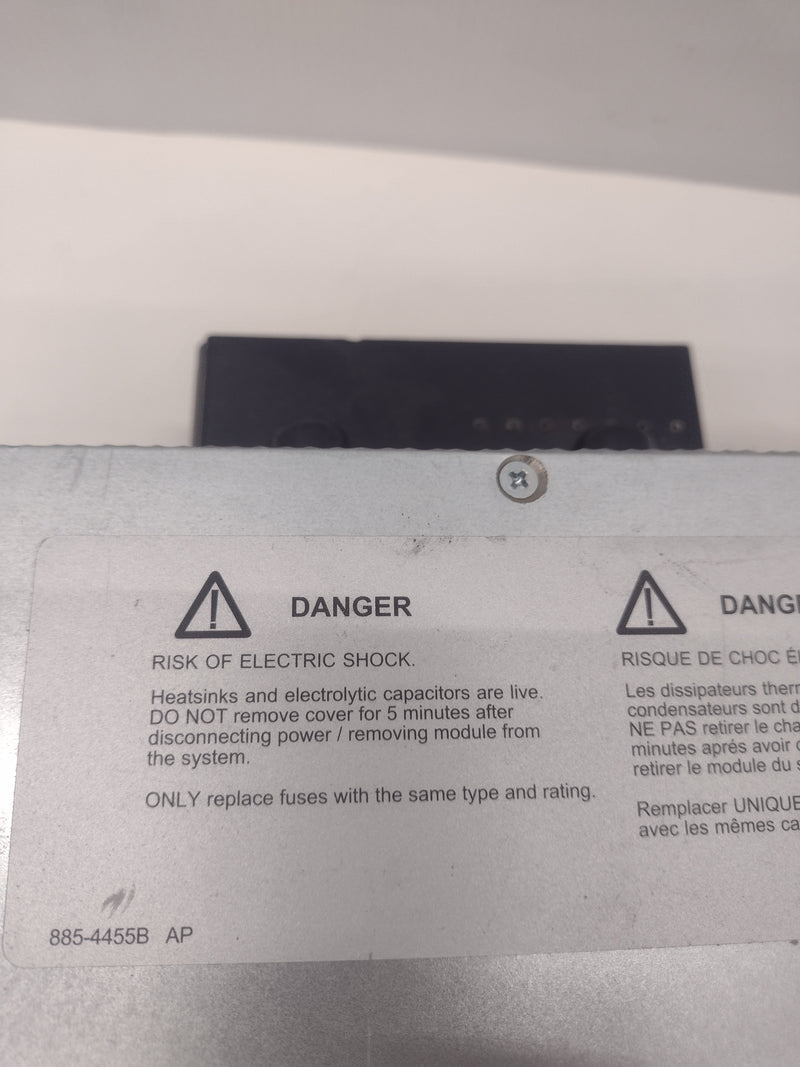 DANGER
RISK OF ELECTRIC SHOCK.
Heatsinks and electrolytic capacitors are live.
DO NOT remove cover for 5 minutes after
disconnecting power / removing module from
the system.
ONLY replace fuses with the same type and rating.
885-4455B AP
RISQUE DE CHOC
Les dissipateurs
condensateurs sont
NE PAS retirer le
minutes aprés avoir
retirer le module du
Remplacer
avec les mêmes